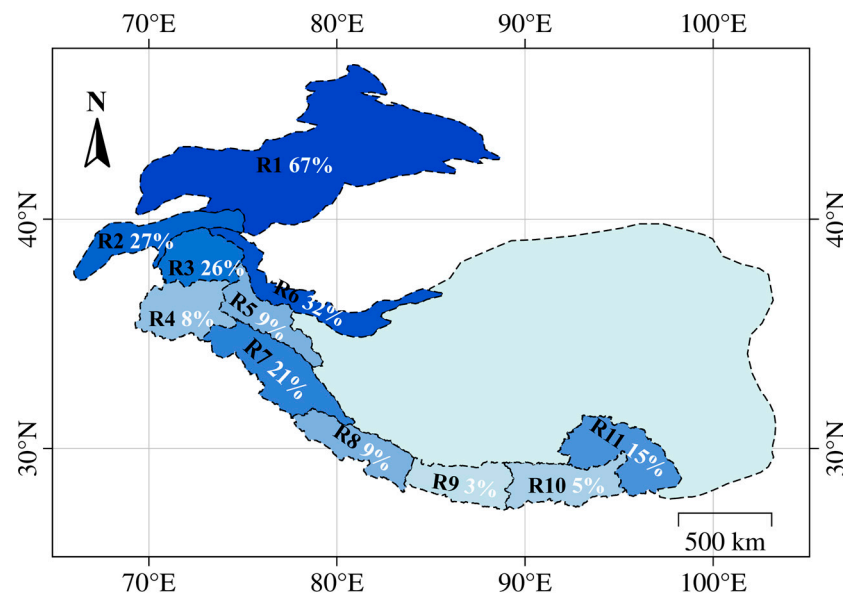 70°E 80°E 90°E 100°E
N
R1 67%
40°N 40°N
R2 27%
R3 26%
R6 32%
R5 9%
R4 8%
R7 21%
R8 9%
R11 15%
30°N 30°N
R9 3%
R10 5%
500 km
70°E 80°E 90°E 100°E